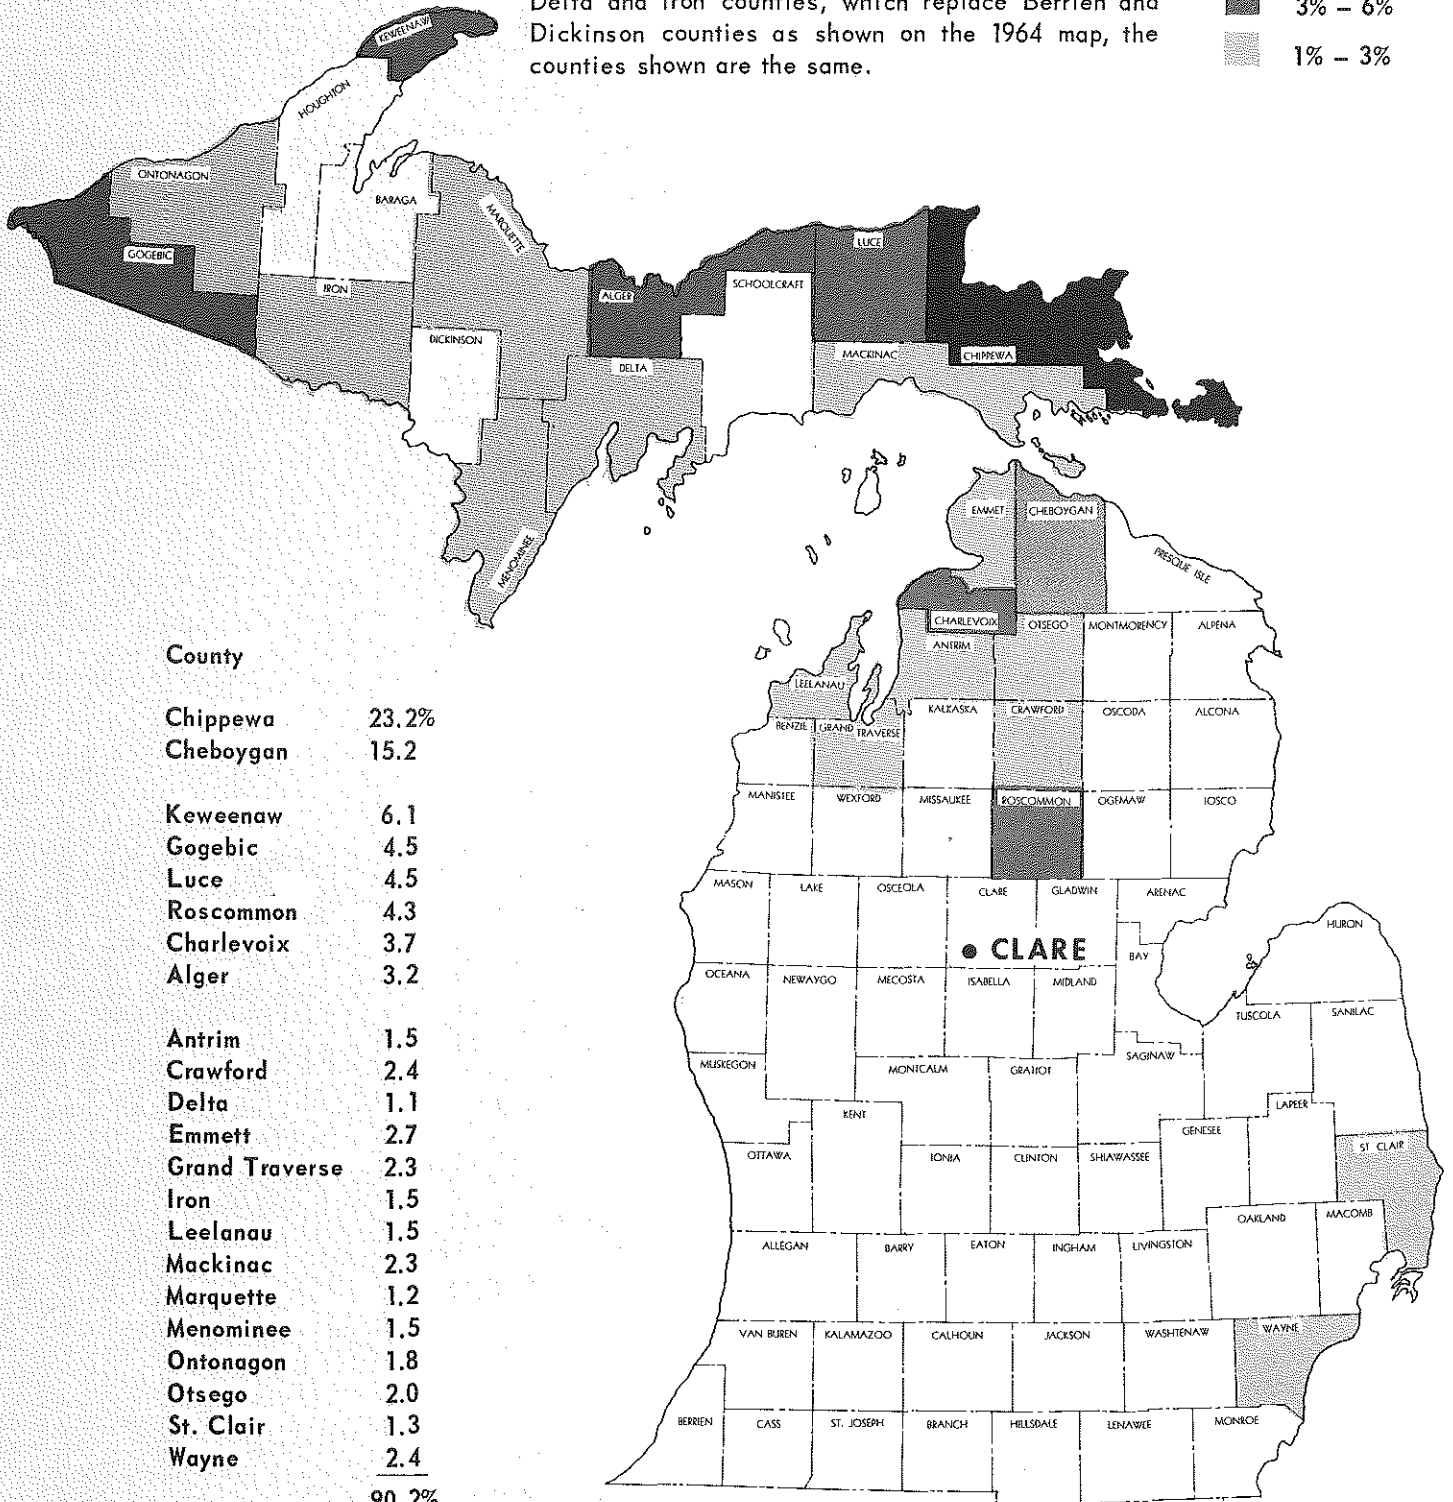 Delta and Iron counties, which replace Berrien and
Dickinson counties as shown on the 1964 map, the
counties shown are the same.
3% – 6%
1% – 3%
KEWEENAW
HOUGHTON
ONTONAGON
BARAGA
MARQUETTE
GOGEBIC
IRON
LUCE
ALGER
SCHOOLCRAFT
DICKINSON
MACKINAC
CHIPPEWA
DELTA
MENOMINEE
EMMET
CHEBOYGAN
PRESQUE ISLE
CHARLEVOIX
OTSEGO
MONTMORENCY
ALPENA
ANTRIM
LEELANAU
KALKASKA
CRAWFORD
OSCODA
ALCONA
BENZIE
GRAND TRAVERSE
MANISTEE
WEXFORD
MISSAUKEE
ROSCOMMON
OGEMAW
IOSCO
MASON
LAKE
OSCEOLA
CLARE
GLADWIN
ARENAC
HURON
• CLARE
BAY
OCEANA
NEWAYGO
MECOSTA
ISABELLA
MIDLAND
TUSCOLA
SANILAC
MUSKEGON
MONTCALM
GRATIOT
SAGINAW
KENT
LAPEER
GENESEE
ST CLAIR
OTTAWA
IONIA
CLINTON
SHIAWASSEE
OAKLAND
MACOMB
ALLEGAN
BARRY
EATON
INGHAM
LIVINGSTON
VAN BUREN
KALAMAZOO
CALHOUN
JACKSON
WASHTENAW
WAYNE
BERRIEN
CASS
ST. JOSEPH
BRANCH
HILLSDALE
LENAWEE
MONROE
County
Chippewa 23.2%
Cheboygan 15.2
Keweenaw 6.1
Gogebic 4.5
Luce 4.5
Roscommon 4.3
Charlevoix 3.7
Alger 3.2
Antrim 1.5
Crawford 2.4
Delta 1.1
Emmett 2.7
Grand Traverse 2.3
Iron 1.5
Leelanau 1.5
Mackinac 2.3
Marquette 1.2
Menominee 1.5
Ontonagon 1.8
Otsego 2.0
St. Clair 1.3
Wayne 2.4
90.2%